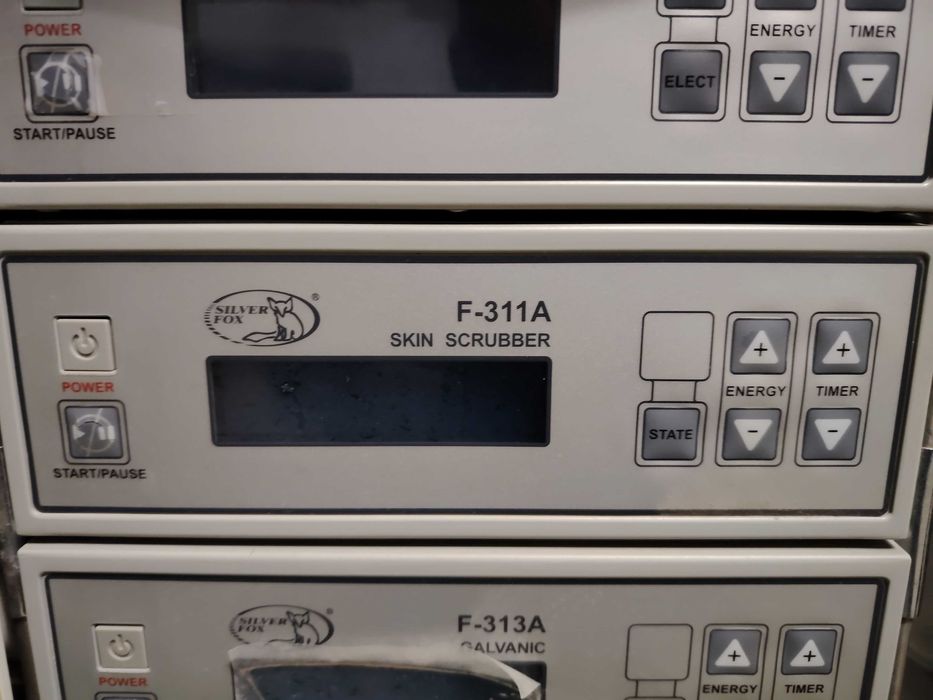 POWER
START/PAUSE
ELECT
ENERGY
TIMER
SILVER
FOX
®
F-311A
SKIN SCRUBBER
POWER
START/PAUSE
STATE
ENERGY
TIMER
SILVER
FOX
®
F-313A
GALVANIC
POWER
ENERGY
TIMER